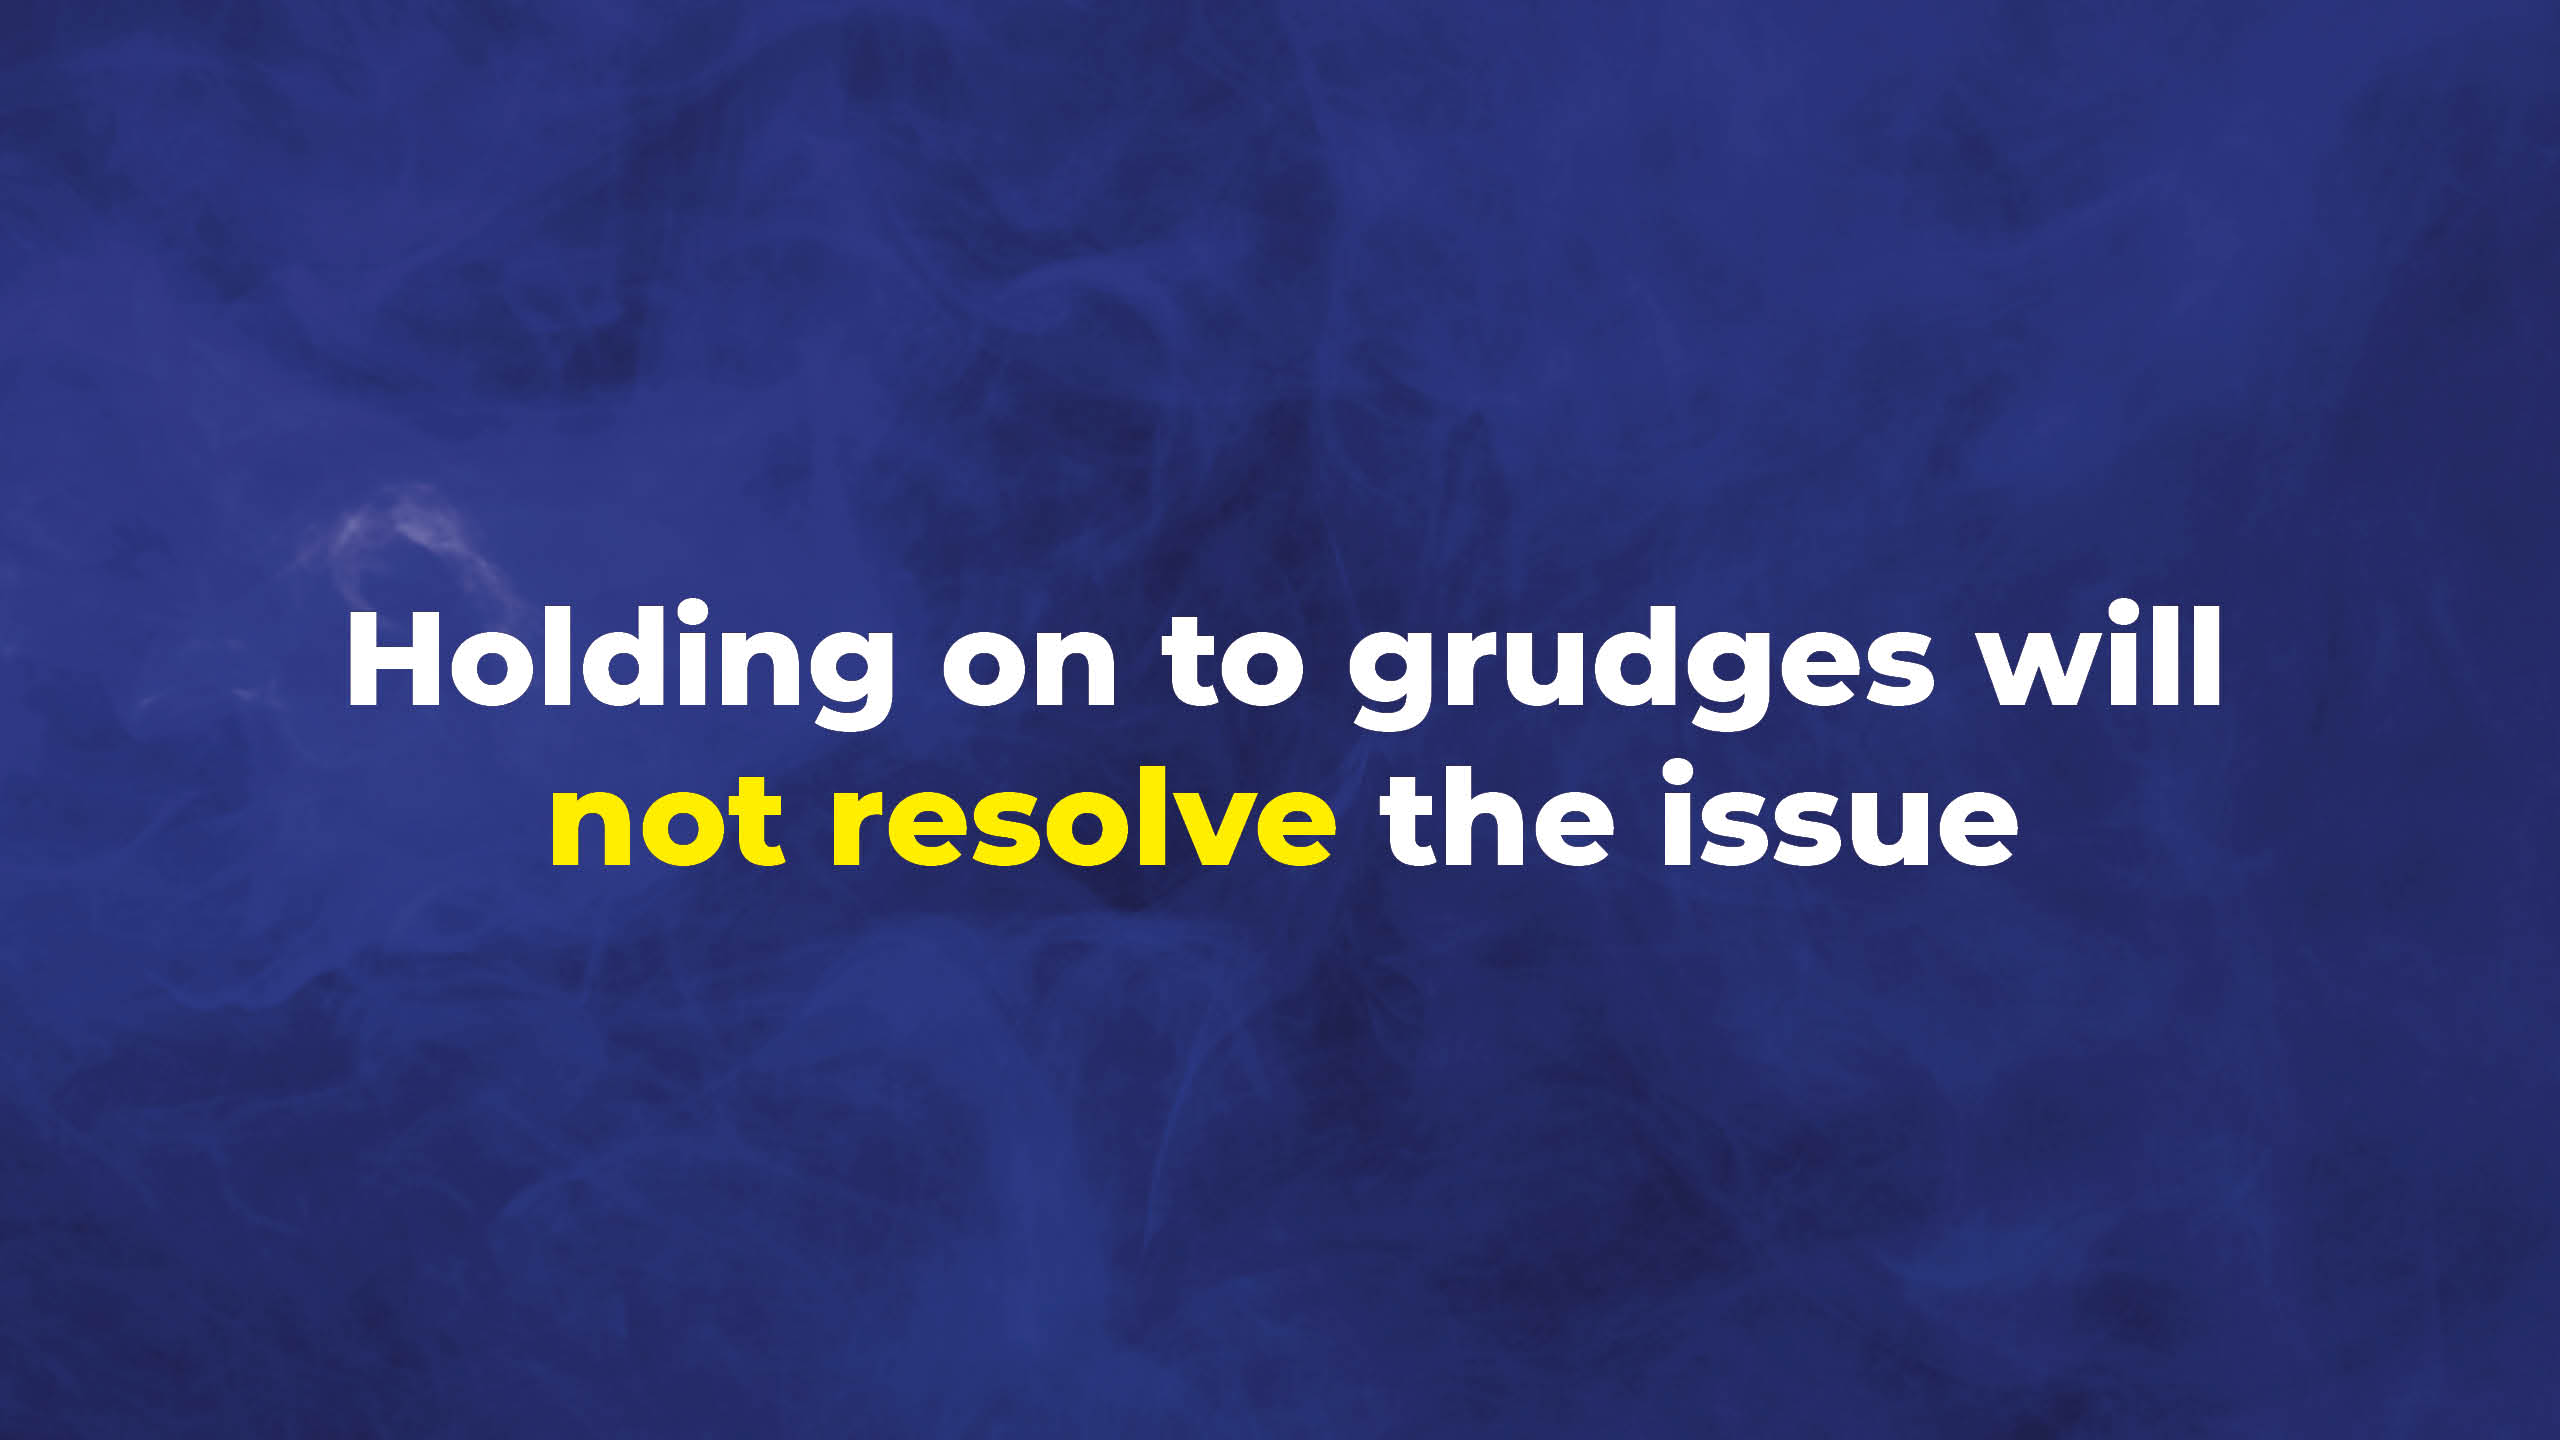 Holding on to grudges will
not resolve the issue